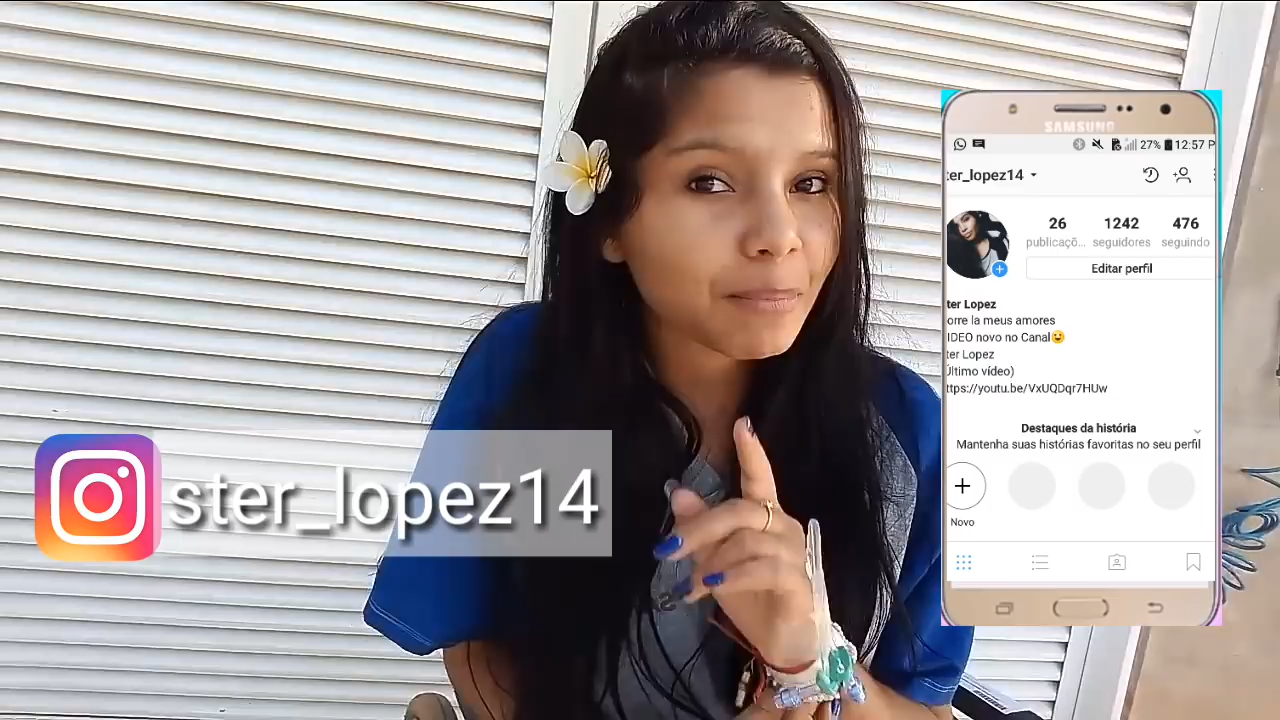 ster_lopez14
SAMSUNG
27% 12:57 P
ter_lopez14
26 1242 476
publicaçõ... seguidores seguindo
Editar perfil
ter Lopez
orre la meus amores
IDEO novo no Canal😉
ter Lopez
Último vídeo)
ttps://youtu.be/VxUQDqr7HUw
Destaques da história
Mantenha suas histórias favoritas no seu perfil
Novo